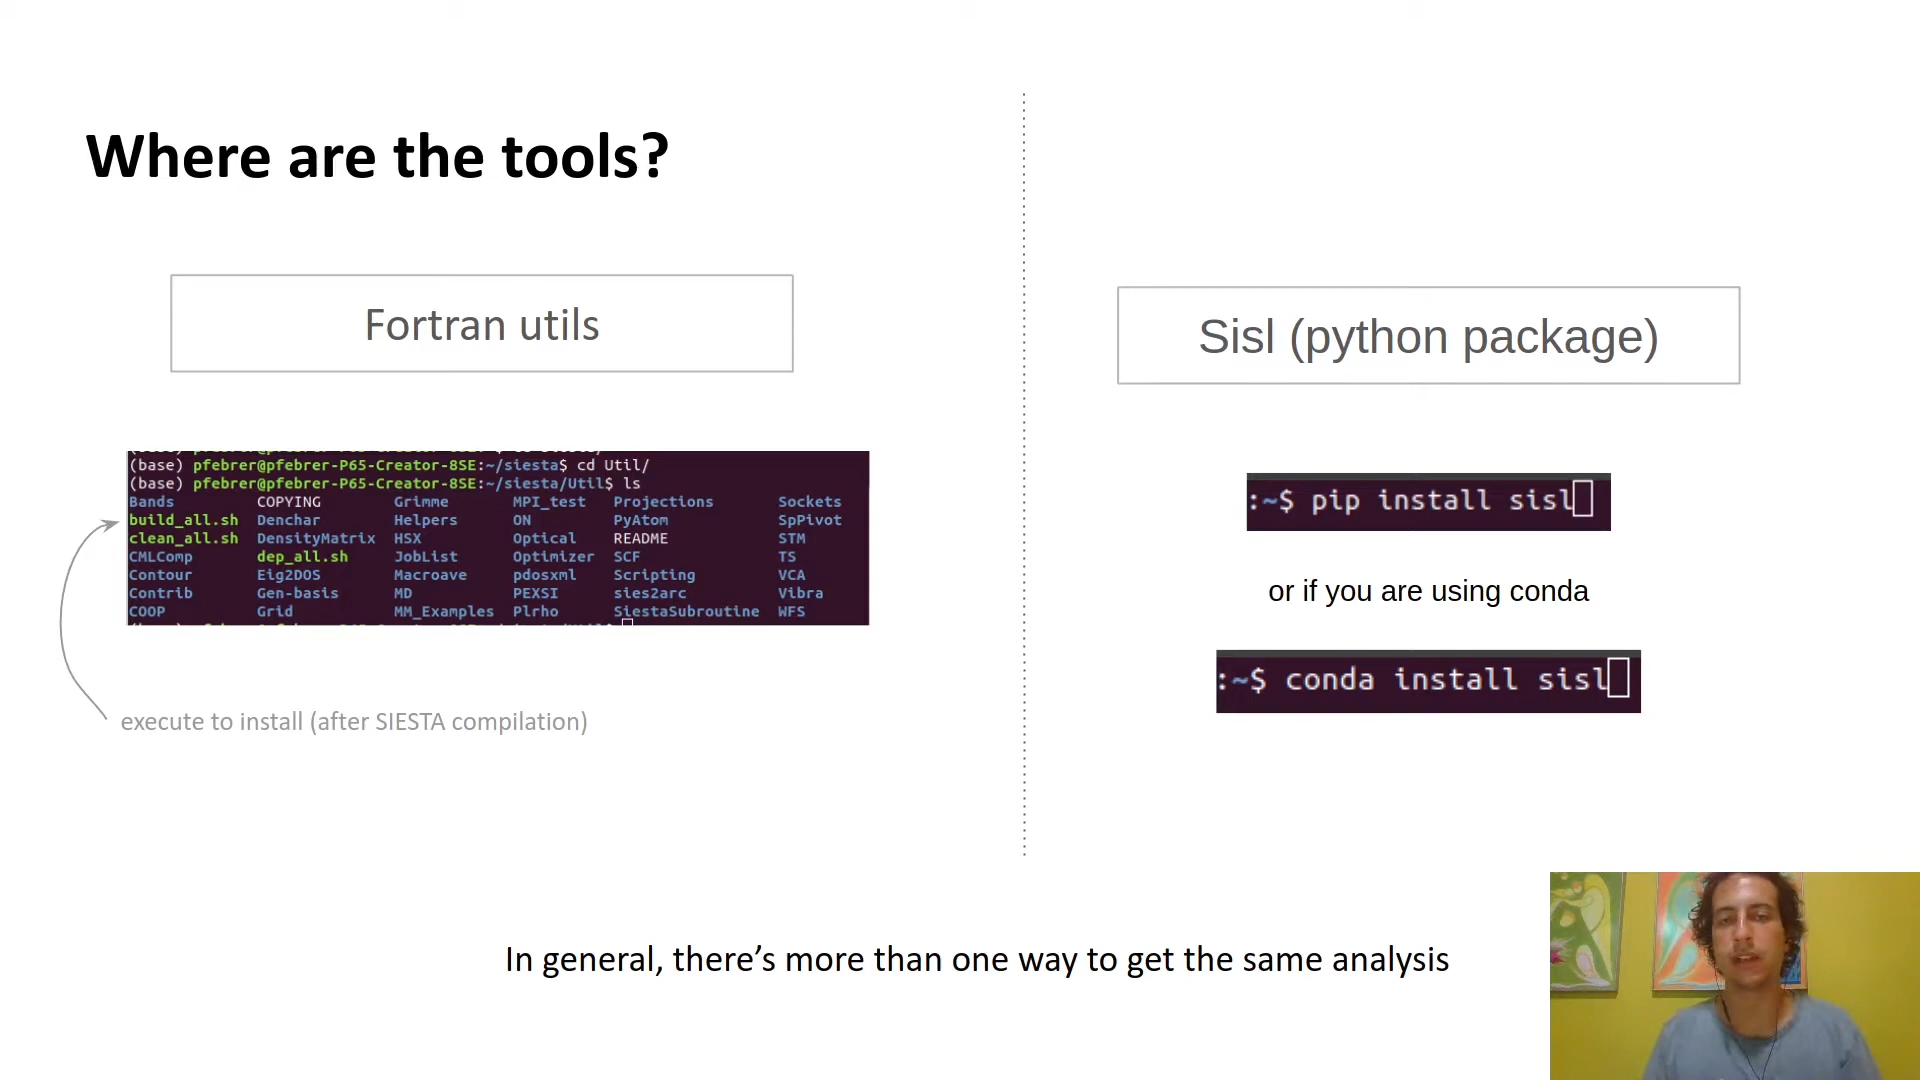 Where are the tools?
Fortran utils
(base) pfebrer@pfebrer-P65-Creator-8SE:~/siesta$ cd Util/
(base) pfebrer@pfebrer-P65-Creator-8SE:~/siesta/Util$ ls
Bands COPYING Grimme MPI_test Projections Sockets
build_all.sh Denchar Helpers ON PyAtom SpPivot
clean_all.sh DensityMatrix HSX Optical README STM
CMLComp dep_all.sh JobList Optimizer SCF TS
Contour Eig2DOS Macroave pdosxml Scripting VCA
Contrib Gen-basis MD PEXSI sies2arc Vibra
COOP Grid MM_Examples Plrho SiestaSubroutine WFS
execute to install (after SIESTA compilation)
Sisl (python package)
:~$ pip install sisl
or if you are using conda
:~$ conda install sisl
In general, there’s more than one way to get the same analysis